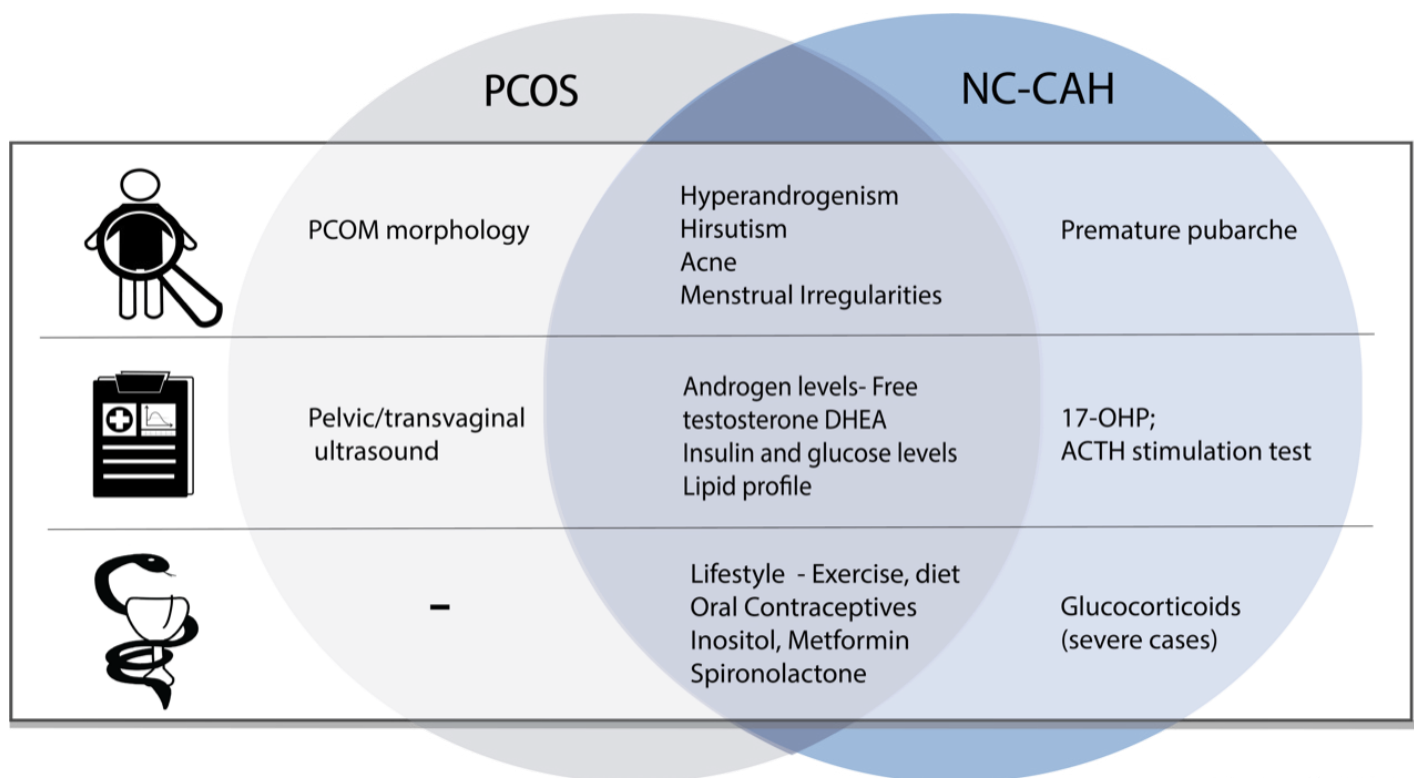 PCOS
NC-CAH
PCOM morphology
Hyperandrogenism
Hirsutism
Acne
Menstrual Irregularities
Premature pubarche
Pelvic/transvaginal
ultrasound
Androgen levels- Free
testosterone DHEA
Insulin and glucose levels
Lipid profile
17-OHP;
ACTH stimulation test
–
Lifestyle - Exercise, diet
Oral Contraceptives
Inositol, Metformin
Spironolactone
Glucocorticoids
(severe cases)